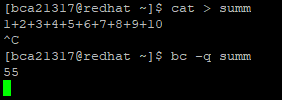 [bca21317@redhat ~]$ cat > summ
1+2+3+4+5+6+7+8+9+10
^C
[bca21317@redhat ~]$ bc -q summ
55